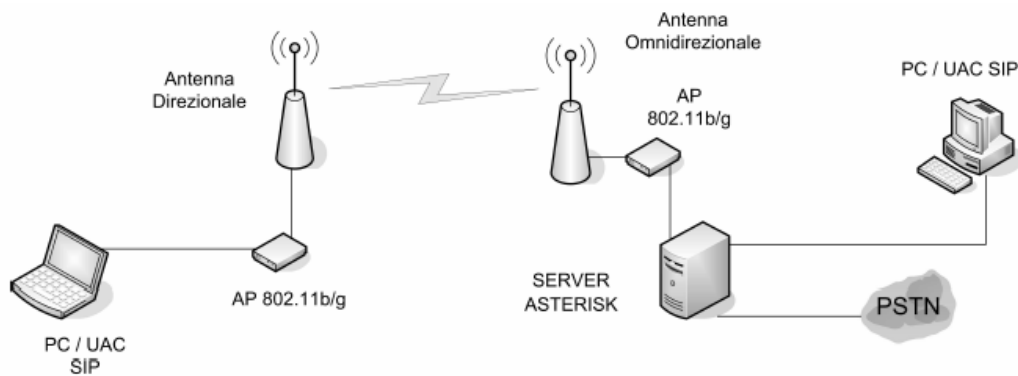 Antenna
Direzionale
Antenna
Omnidirezionale
AP
802.11b/g
PC / UAC SIP
AP 802.11b/g
PC / UAC
SIP
SERVER
ASTERISK
PSTN